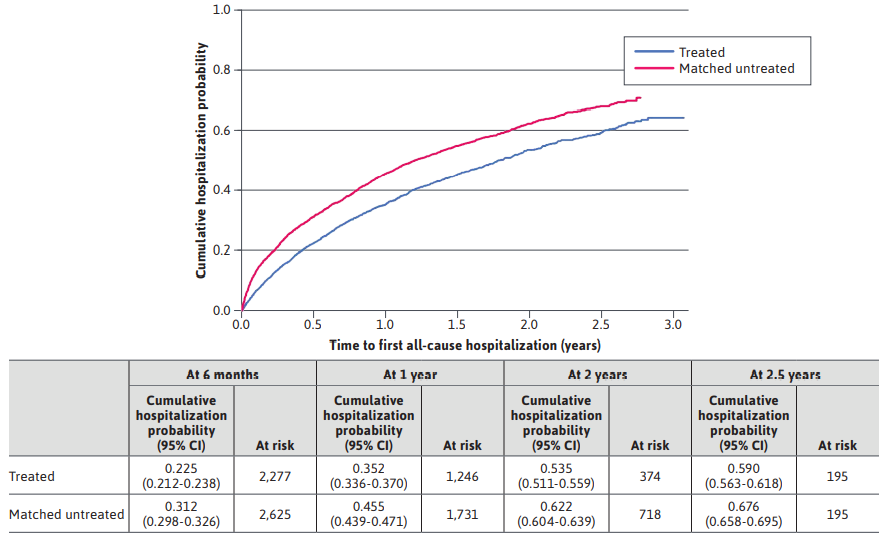 Cumulative hospitalization probability
1.0
0.8
0.6
0.4
0.2
0.0
0.0 0.5 1.0 1.5 2.0 2.5 3.0
Time to first all-cause hospitalization (years)
Treated
Matched untreated
At 6 months At 1 year At 2 years At 2.5 years
Cumulative Cumulative Cumulative Cumulative
hospitalization hospitalization hospitalization hospitalization
probability probability probability probability
(95% CI) At risk (95% CI) At risk (95% CI) At risk (95% CI) At risk
0.225 0.352 0.535 0.590
Treated 2,277 1,246 374 195
(0.212-0.238) (0.336-0.370) (0.511-0.559) (0.563-0.618)
0.312 0.455 0.622 0.676
Matched untreated 2,625 1,731 718 195
(0.298-0.326) (0.439-0.471) (0.604-0.639) (0.658-0.695)